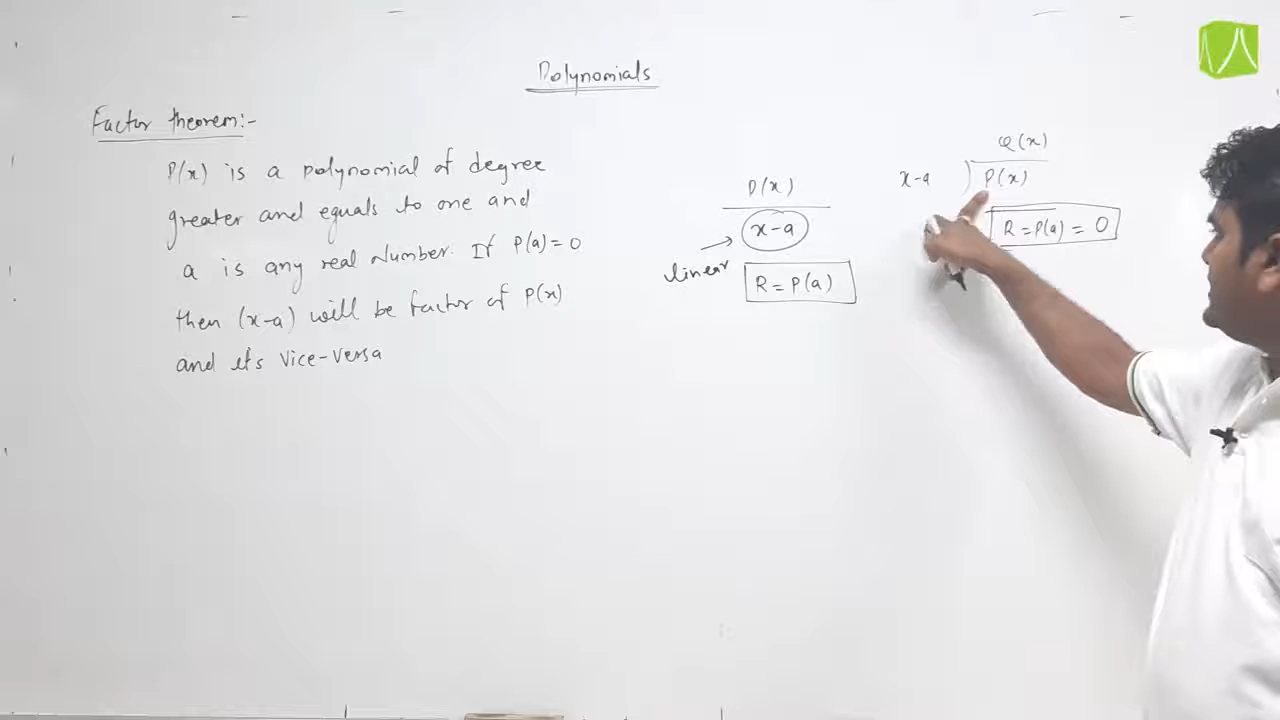 Polynomials
Factor theorem:-
P(x) is a polynomial of degree
greater and equals to one and
a is any real Number. If P(a)=0
then (x-a) will be factor of P(x)
and it's vice-versa
P(x)
x-a
linear
R = P(a)
Q(x)
x-a ) P(x)
R = P(a) = 0